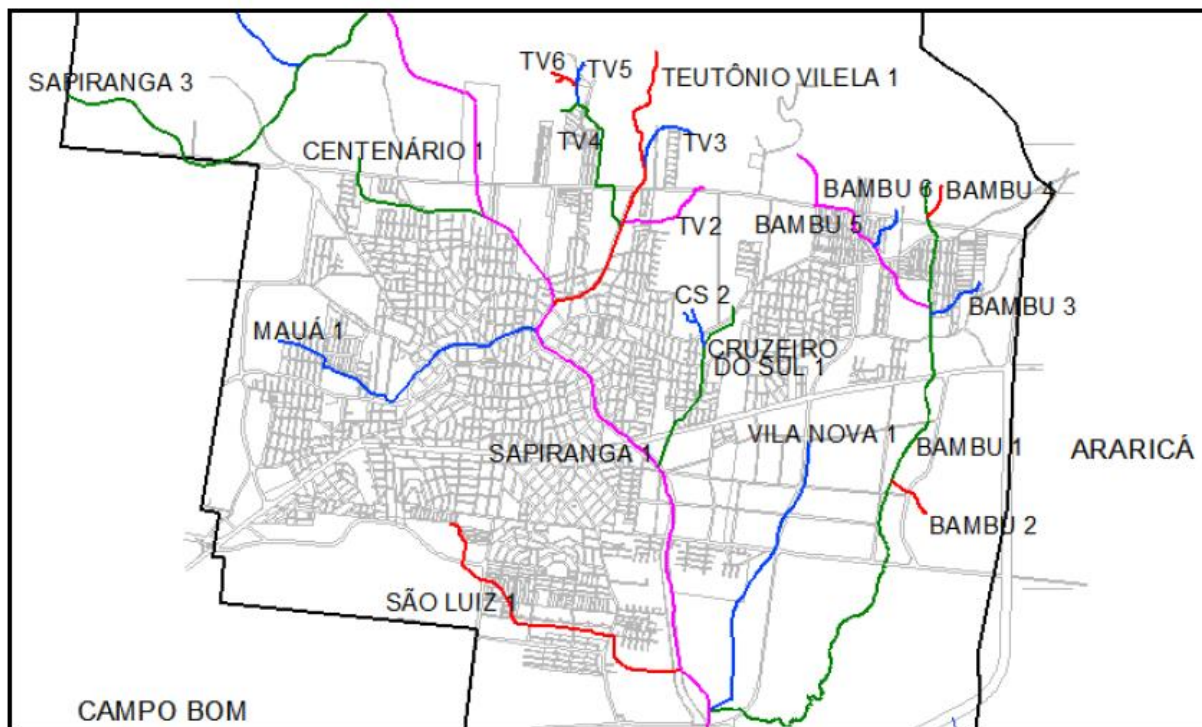 TV6
TV5
SAPIRANGA 3
TEUTÔNIO VILELA 1
CENTENÁRIO 1
TV4
TV3
BAMBU 6
BAMBU 4
BAMBU 5
TV2
CS 2
BAMBU 3
MAUÁ 1
CRUZEIRO
DO SUL 1
VILA NOVA 1
SAPIRANGA 1
BAMBU 1
ARARICÁ
BAMBU 2
SÃO LUIZ 1
CAMPO BOM